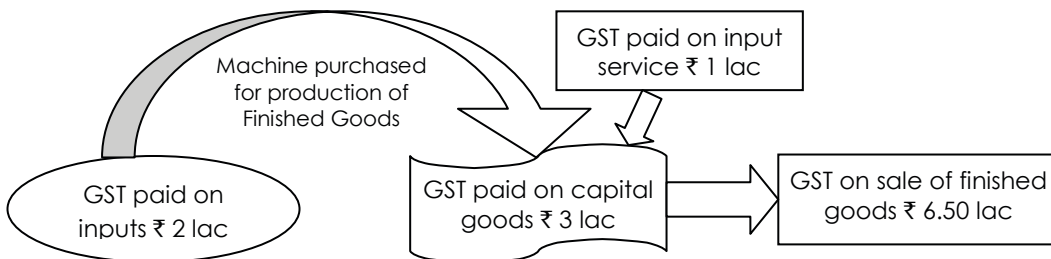 GST paid on input
service ₹ 1 lac
Machine purchased
for production of
Finished Goods
GST paid on
inputs ₹ 2 lac
GST paid on capital
goods ₹ 3 lac
GST on sale of finished
goods ₹ 6.50 lac